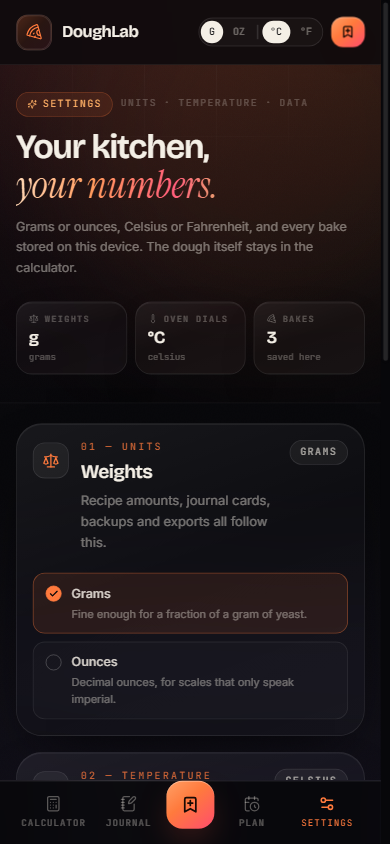 DoughLab
G OZ | °C °F
SETTINGS UNITS · TEMPERATURE · DATA
Your kitchen,
your numbers.
Grams or ounces, Celsius or Fahrenheit, and every bake
stored on this device. The dough itself stays in the
calculator.
WEIGHTS
g
grams
OVEN DIALS
°C
celsius
BAKES
3
saved here
01 — UNITS
GRAMS
Weights
Recipe amounts, journal cards,
backups and exports all follow
this.
Grams
Fine enough for a fraction of a gram of yeast.
Ounces
Decimal ounces, for scales that only speak
imperial.
02 — TEMPERATURE
CELSIUS
CALCULATOR
JOURNAL
PLAN
SETTINGS